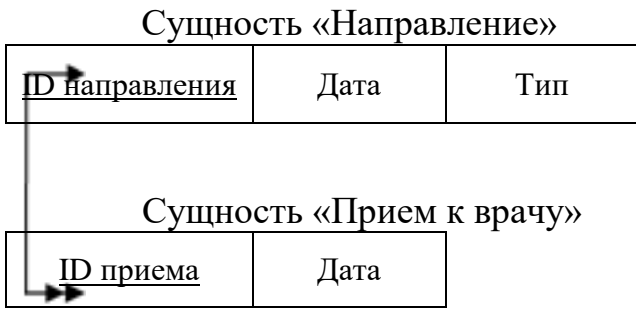 Сущность «Направление»
ID направления Дата Тип
Сущность «Прием к врачу»
ID приема Дата